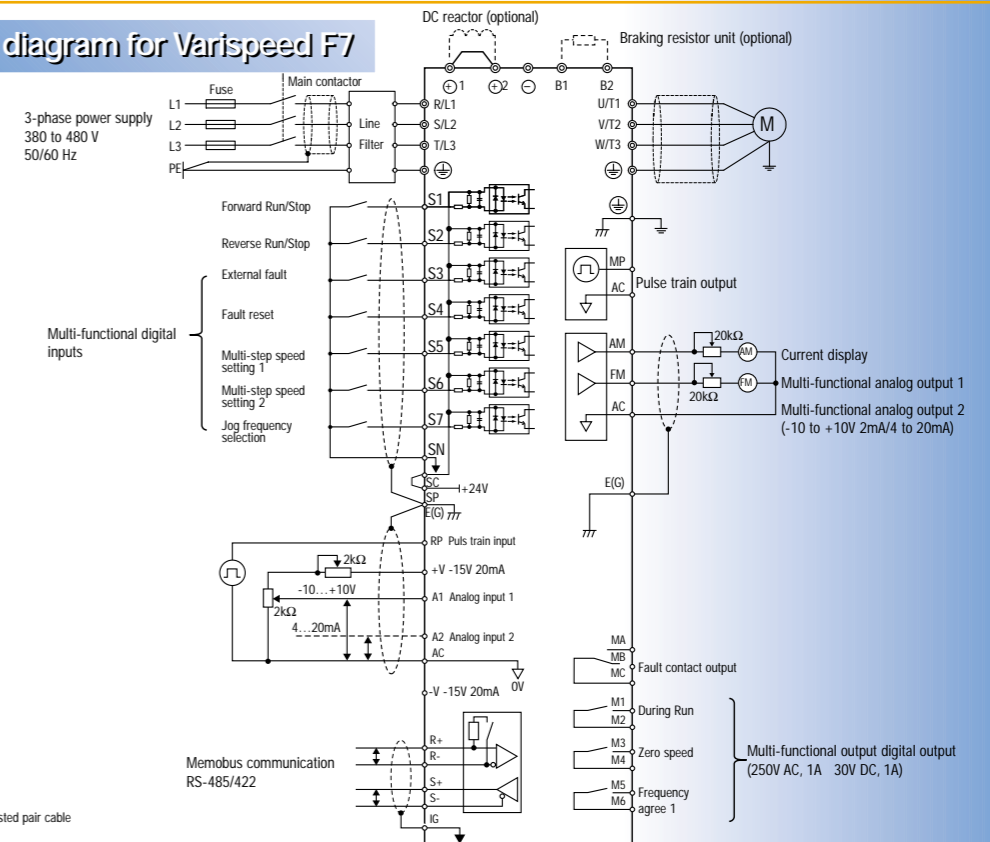 diagram for Varispeed F7
DC reactor (optional)
Braking resistor unit (optional)
⊕1
⊕2
⊖
B1
B2
Fuse
Main contactor
3-phase power supply
380 to 480 V
50/60 Hz
L1
L2
L3
PE
Line
Filter
R/L1
S/L2
T/L3
U/T1
V/T2
W/T3
M
Forward Run/Stop
S1
Reverse Run/Stop
S2
Multi-functional digital
inputs
External fault
S3
Fault reset
S4
Multi-step speed
setting 1
S5
Multi-step speed
setting 2
S6
Jog frequency
selection
S7
SN
SC
+24V
SP
E(G)
MP
AC
Pulse train output
AM
20kΩ
AM
Current display
FM
20kΩ
FM
Multi-functional analog output 1
AC
Multi-functional analog output 2
(-10 to +10V 2mA/4 to 20mA)
E(G)
RP Puls train input
2kΩ
+V -15V 20mA
-10...+10V
A1 Analog input 1
2kΩ
4...20mA
A2 Analog input 2
AC
0V
-V -15V 20mA
MA
MB
MC
Fault contact output
M1
M2
During Run
M3
M4
Zero speed
M5
M6
Frequency
agree 1
Multi-functional output digital output
(250V AC, 1A 30V DC, 1A)
Memobus communication
RS-485/422
R+
R-
S+
S-
IG
sted pair cable